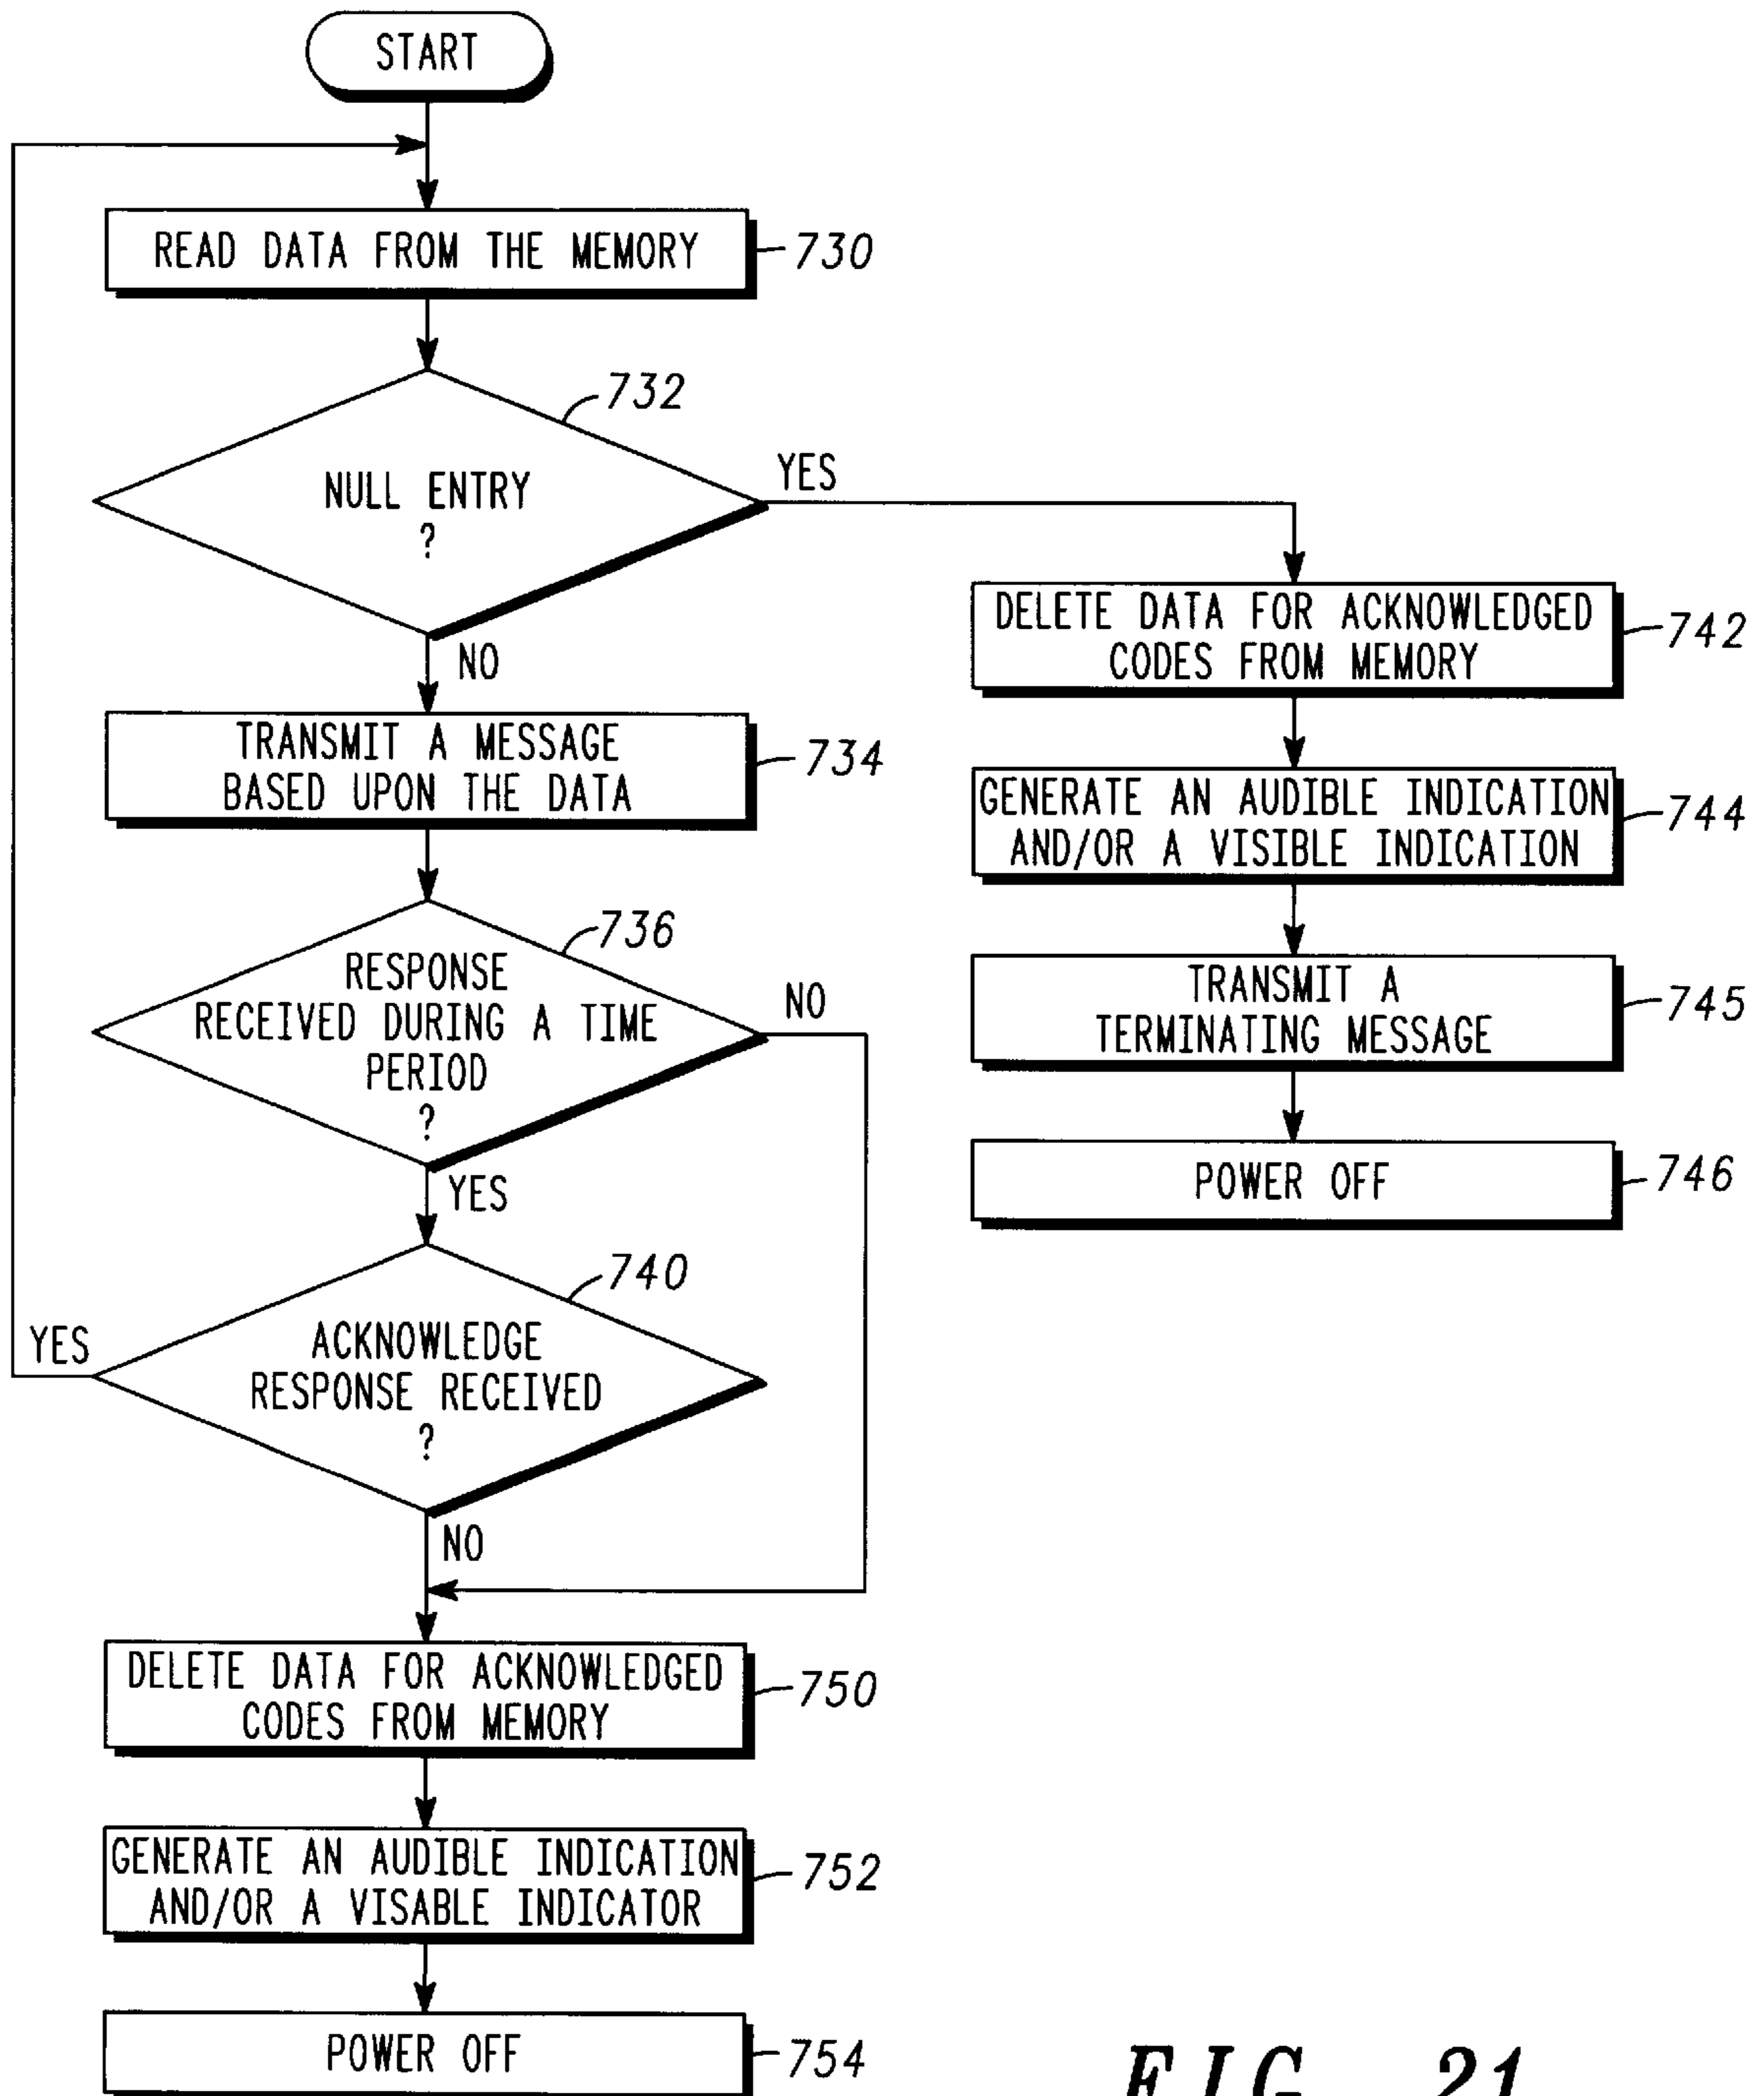 START
READ DATA FROM THE MEMORY
730
732
NULL ENTRY
?
YES
NO
DELETE DATA FOR ACKNOWLEDGED
CODES FROM MEMORY
742
TRANSMIT A MESSAGE
BASED UPON THE DATA
734
GENERATE AN AUDIBLE INDICATION
AND/OR A VISIBLE INDICATION
744
736
RESPONSE
RECEIVED DURING A TIME
PERIOD
?
NO
YES
TRANSMIT A
TERMINATING MESSAGE
745
POWER OFF
746
740
ACKNOWLEDGE
RESPONSE RECEIVED
?
YES
NO
DELETE DATA FOR ACKNOWLEDGED
CODES FROM MEMORY
750
GENERATE AN AUDIBLE INDICATION
AND/OR A VISABLE INDICATOR
752
POWER OFF
754
FIG. 21